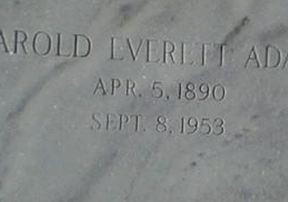 AROLD EVERETT ADA
APR. 5, 1890
SEPT. 8, 1953